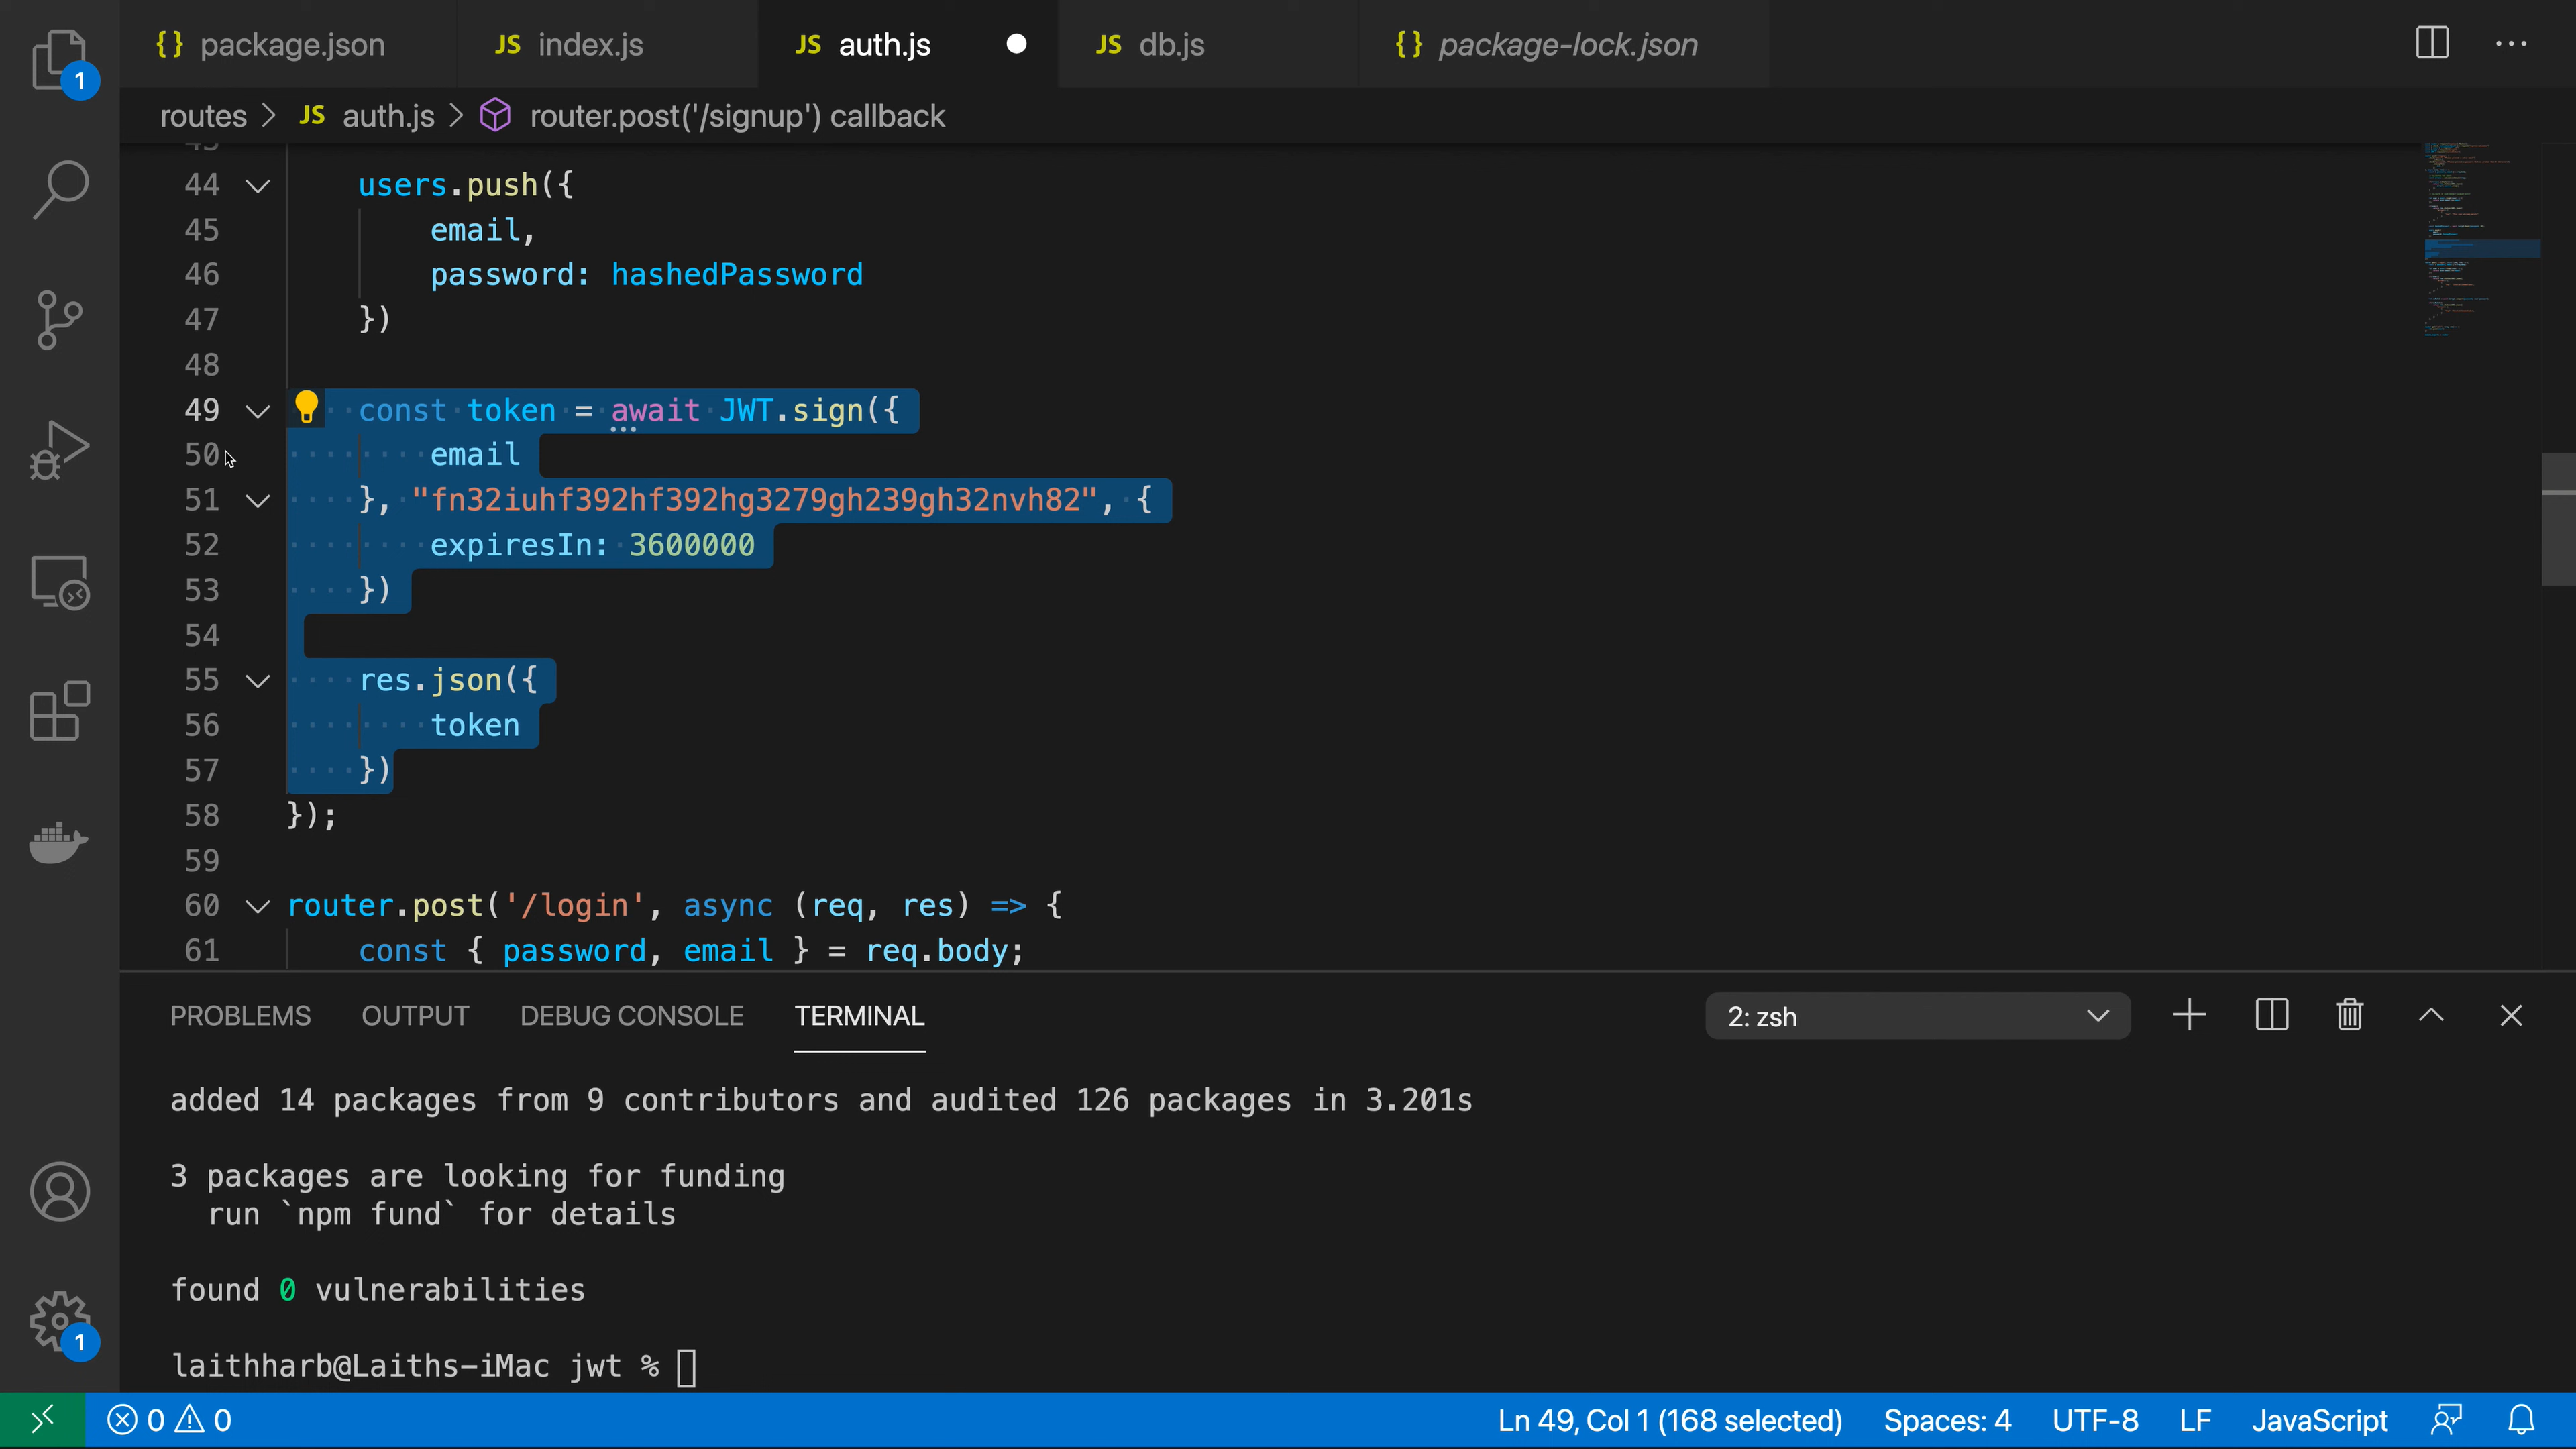 1
{} package.json
JS index.js
JS auth.js
JS db.js
{} package-lock.json
routes > JS auth.js > router.post('/signup') callback
44 users.push({
45 email,
46 password: hashedPassword
47 })
48
49 const token = await JWT.sign({
50 email
51 }, "fn32iuhf392hf392hg3279gh239gh32nvh82", {
52 expiresIn: 3600000
53 })
54
55 res.json({
56 token
57 })
58 });
59
60 router.post('/login', async (req, res) => {
61 const { password, email } = req.body;
PROBLEMS OUTPUT DEBUG CONSOLE TERMINAL 2: zsh
added 14 packages from 9 contributors and audited 126 packages in 3.201s
3 packages are looking for funding
run `npm fund` for details
found 0 vulnerabilities
laithharb@Laiths-iMac jwt %
1
0 0 Ln 49, Col 1 (168 selected) Spaces: 4 UTF-8 LF JavaScript